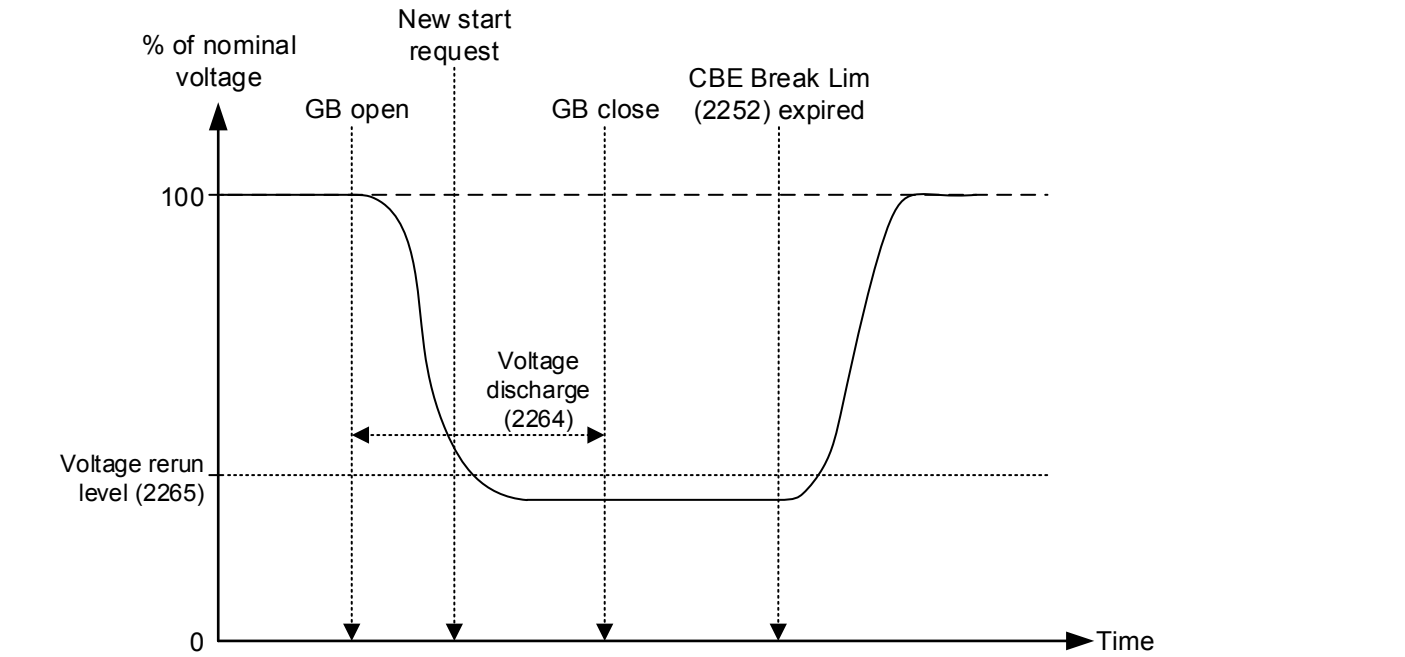 New start
request
% of nominal
voltage
CBE Break Lim
(2252) expired
GB open
GB close
100
Voltage
discharge
(2264)
Voltage rerun
level (2265)
0
Time